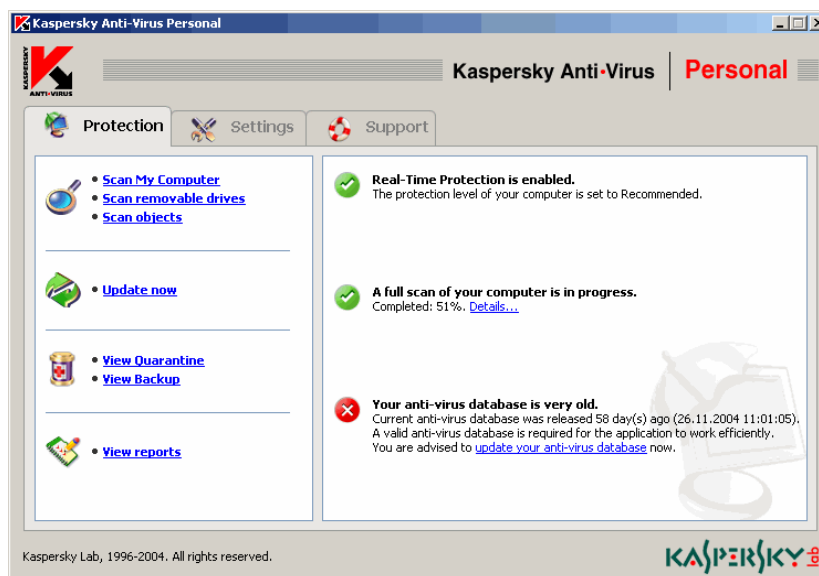 Kaspersky Anti-Virus Personal
KASPERSKY
ANTI-VIRUS
Kaspersky Anti•Virus Personal
Protection
Settings
Support
• Scan My Computer
• Scan removable drives
• Scan objects
• Update now
• View Quarantine
• View Backup
• View reports
Real-Time Protection is enabled.
The protection level of your computer is set to Recommended.
A full scan of your computer is in progress.
Completed: 51%. Details...
Your anti-virus database is very old.
Current anti-virus database was released 58 day(s) ago (26.11.2004 11:01:05).
A valid anti-virus database is required for the application to work efficiently.
You are advised to update your anti-virus database now.
Kaspersky Lab, 1996-2004. All rights reserved.
KASPERSKY lab